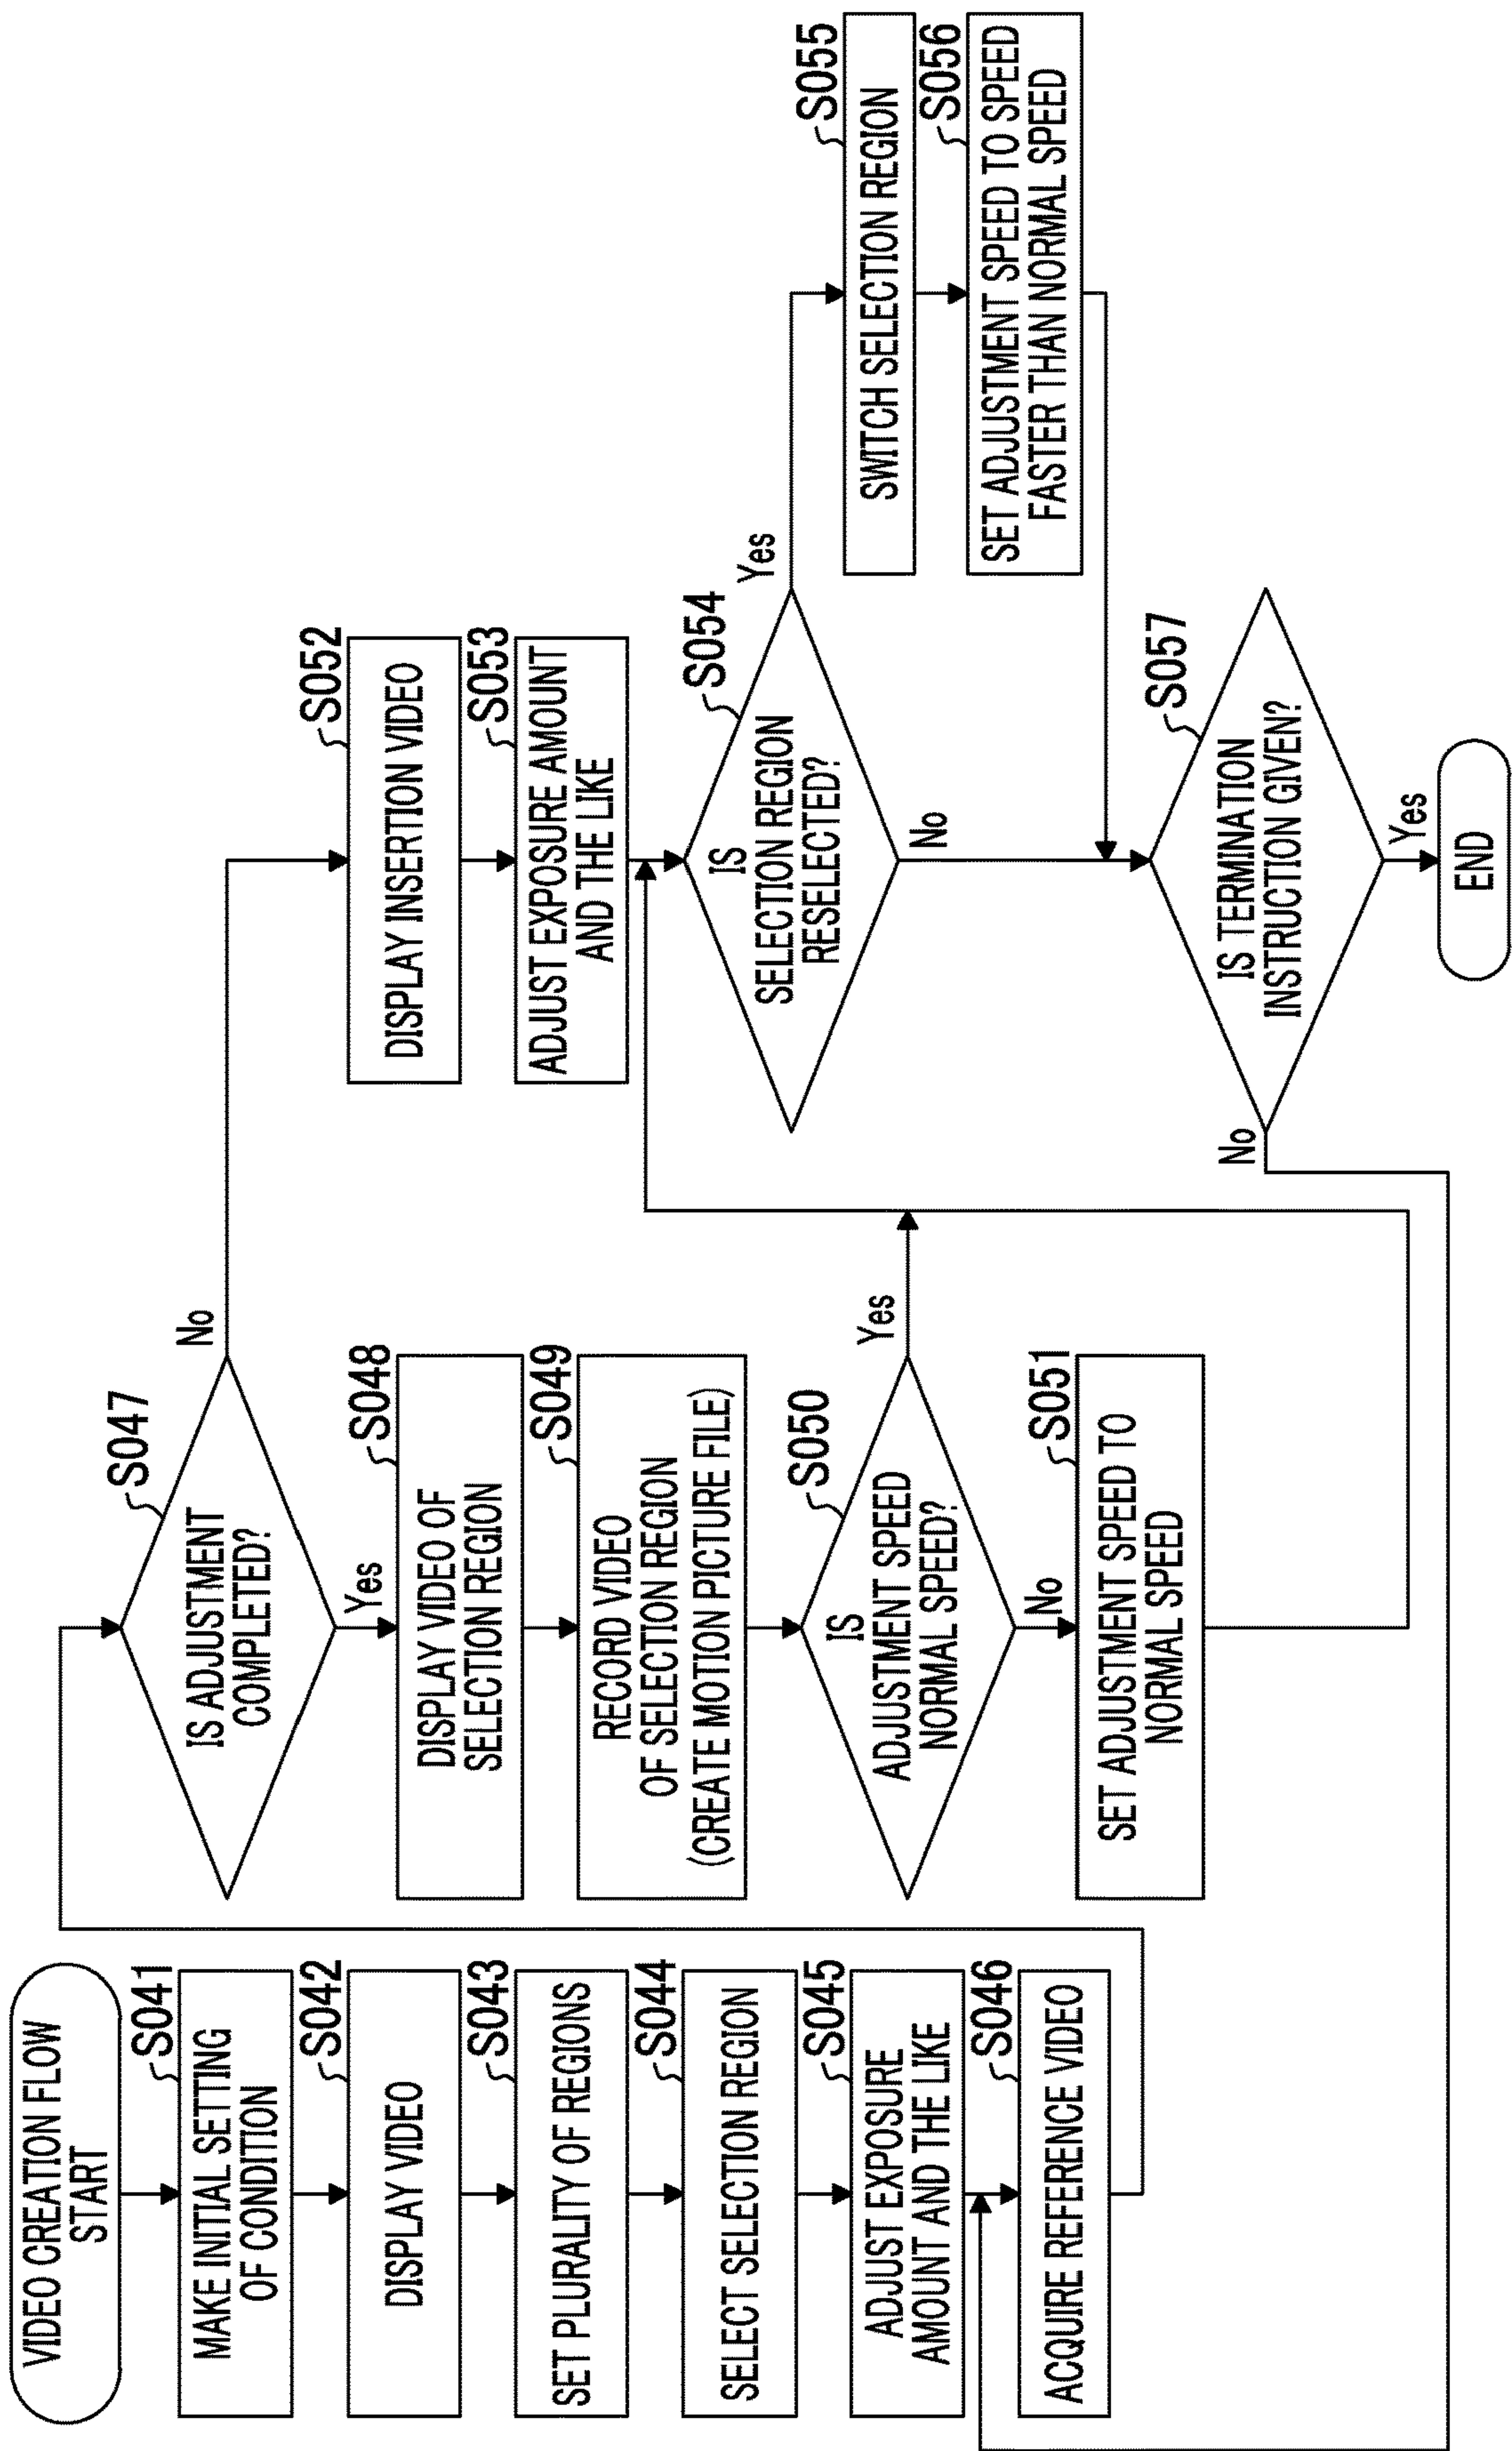 VIDEO CREATION FLOW
START
S041
MAKE INITIAL SETTING
OF CONDITION
S042
DISPLAY VIDEO
S043
SET PLURALITY OF REGIONS
S044
SELECT SELECTION REGION
S045
ADJUST EXPOSURE
AMOUNT AND THE LIKE
S046
ACQUIRE REFERENCE VIDEO
S047
IS ADJUSTMENT
COMPLETED?
No
Yes
S048
DISPLAY VIDEO OF
SELECTION REGION
S049
RECORD VIDEO
OF SELECTION REGION
(CREATE MOTION PICTURE FILE)
S050
IS
ADJUSTMENT SPEED
NORMAL SPEED?
Yes
No
S051
SET ADJUSTMENT SPEED TO
NORMAL SPEED
S052
DISPLAY INSERTION VIDEO
S053
ADJUST EXPOSURE AMOUNT
AND THE LIKE
S054
IS
SELECTION REGION
RESELECTED?
Yes
No
S055
SWITCH SELECTION REGION
S056
SET ADJUSTMENT SPEED TO SPEED
FASTER THAN NORMAL SPEED
S057
IS TERMINATION
INSTRUCTION GIVEN?
No
Yes
END